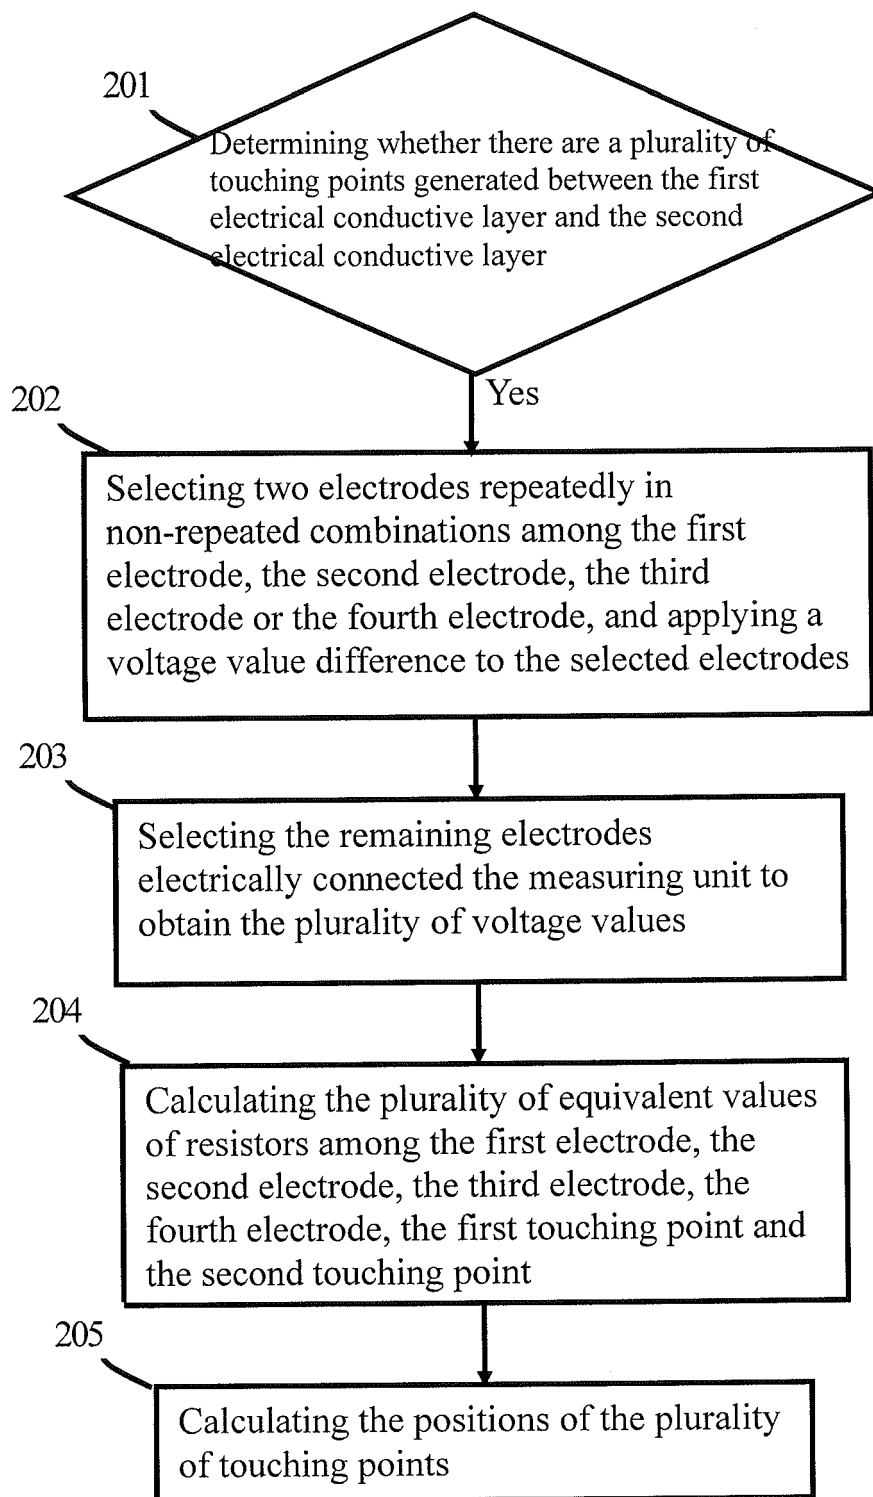 201
Determining whether there are a plurality of
touching points generated between the first
electrical conductive layer and the second
electrical conductive layer
Yes
202
Selecting two electrodes repeatedly in
non-repeated combinations among the first
electrode, the second electrode, the third
electrode or the fourth electrode, and applying a
voltage value difference to the selected electrodes
203
Selecting the remaining electrodes
electrically connected the measuring unit to
obtain the plurality of voltage values
204
Calculating the plurality of equivalent values
of resistors among the first electrode, the
second electrode, the third electrode, the
fourth electrode, the first touching point and
the second touching point
205
Calculating the positions of the plurality
of touching points